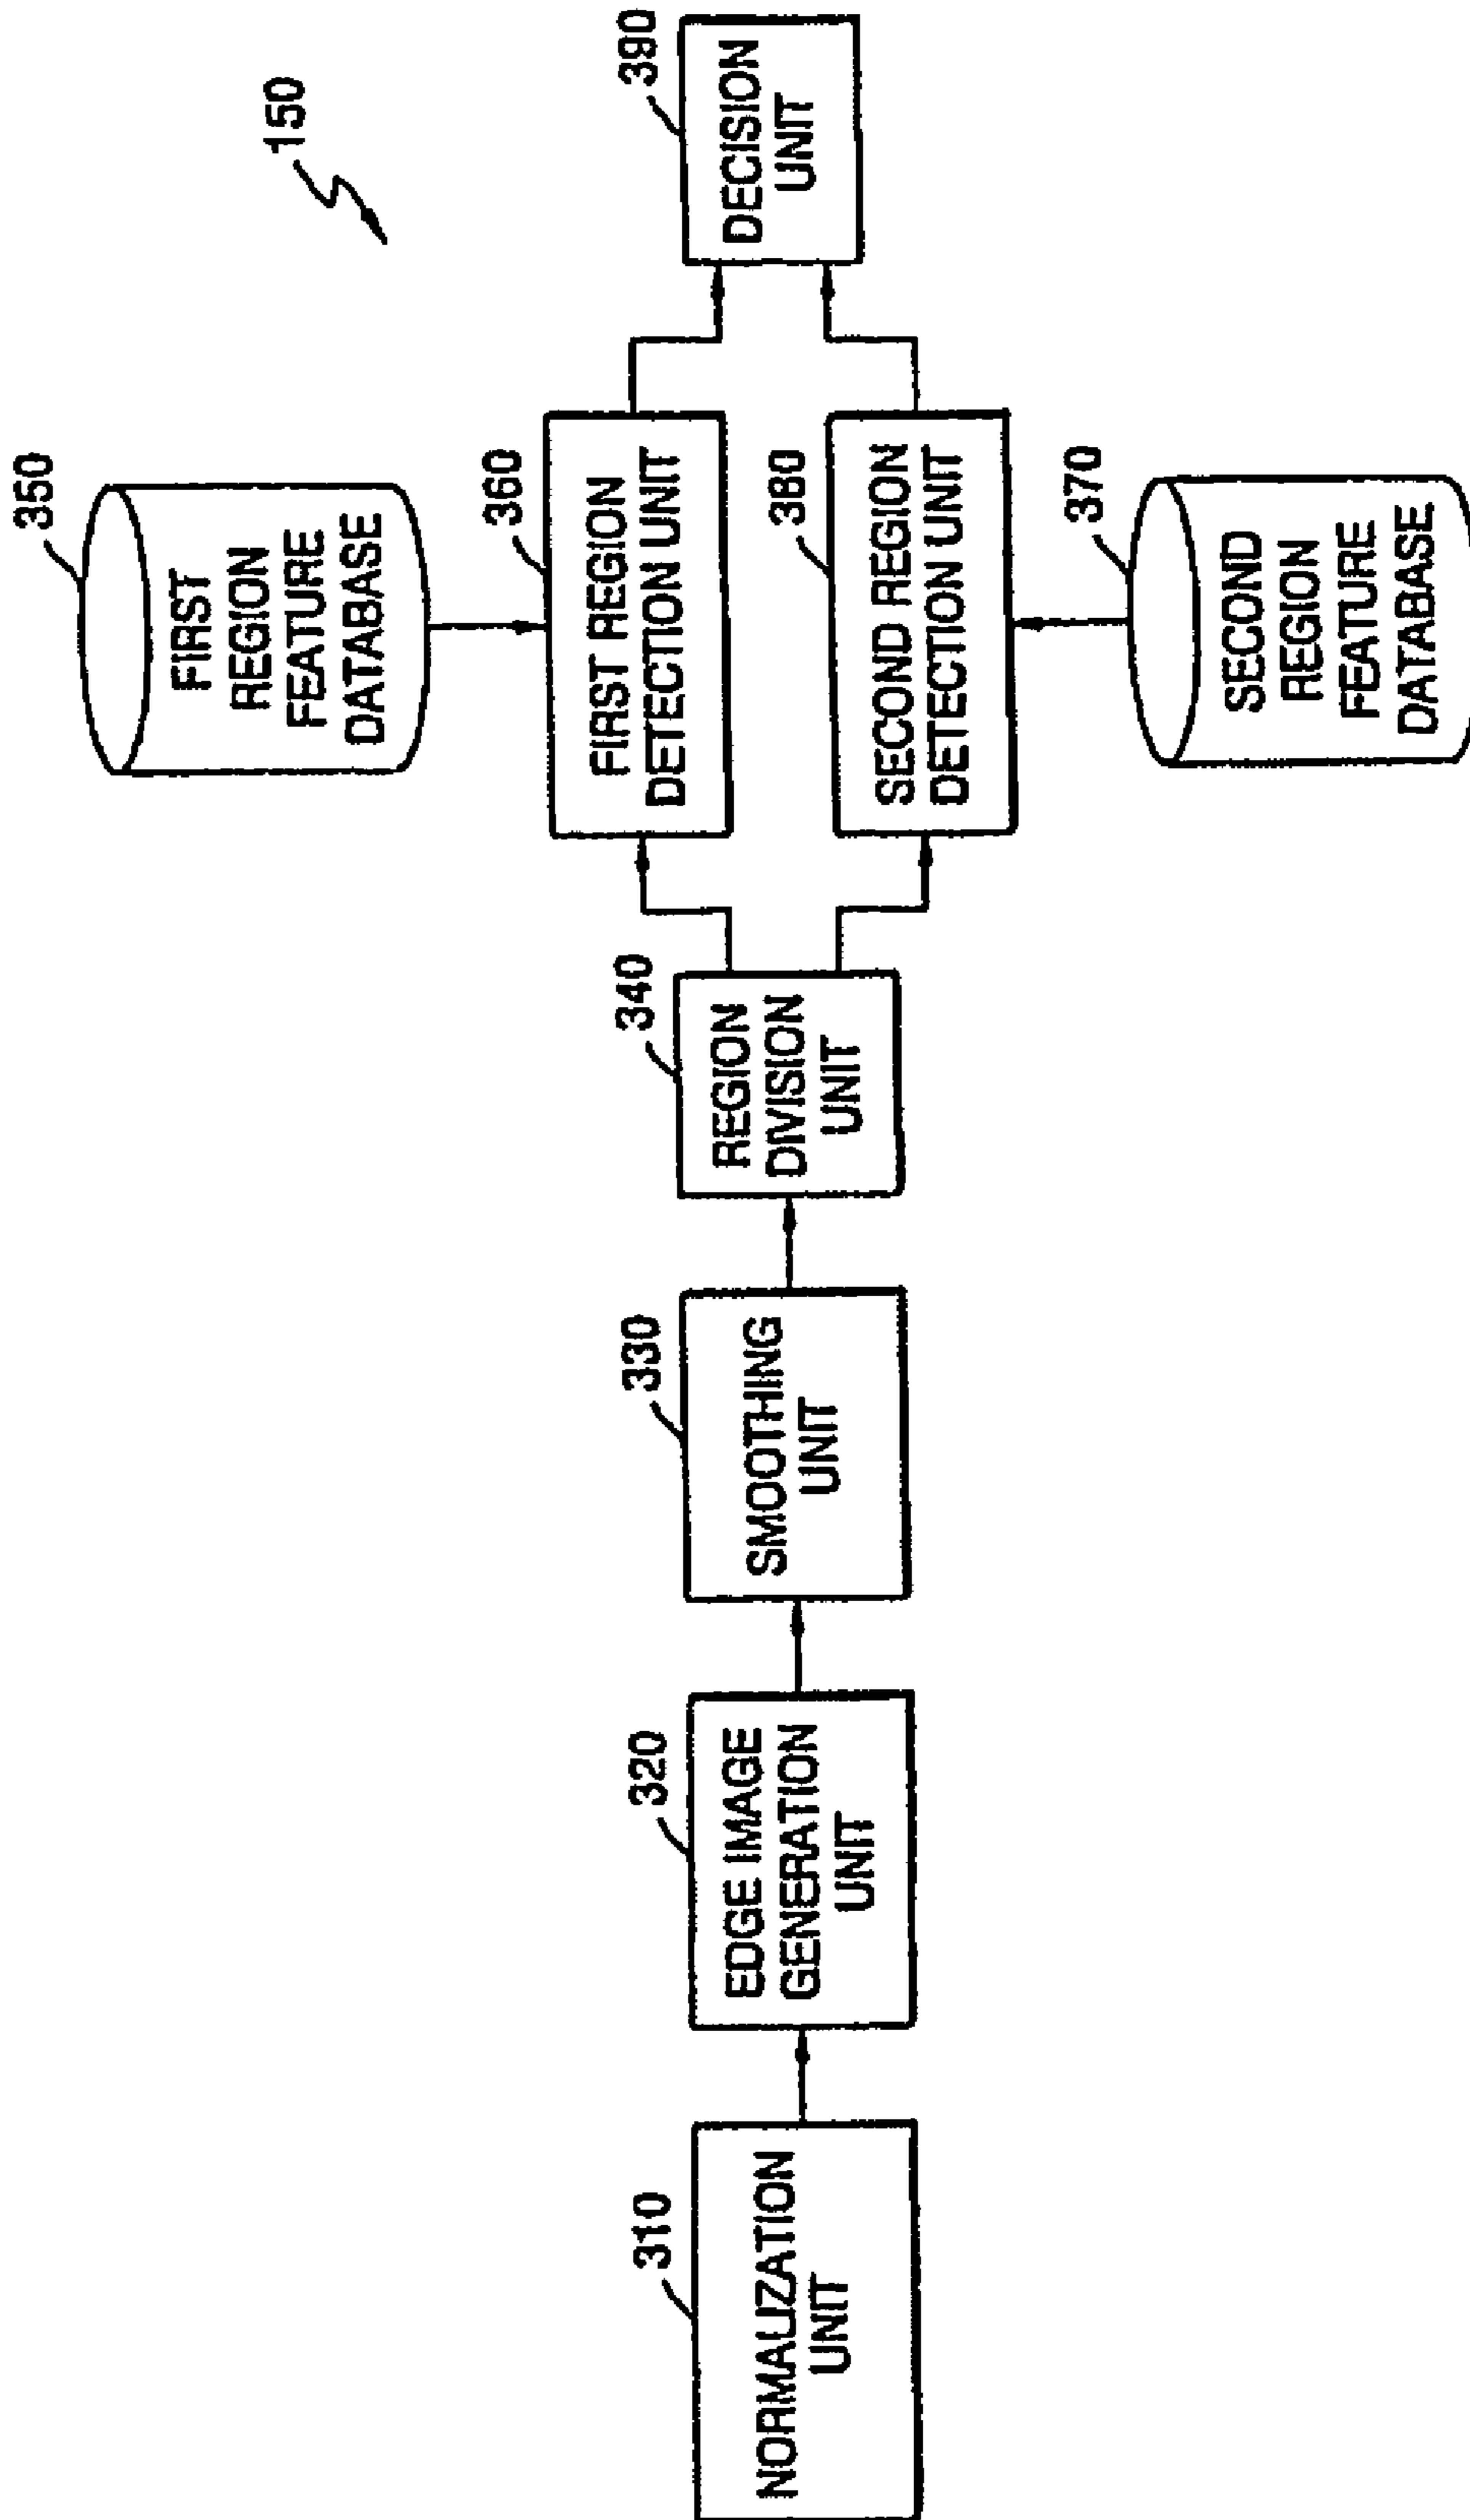 150
310
NORMALIZATION
UNIT
320
EDGE IMAGE
GENERATION
UNIT
330
SMOOTHING
UNIT
340
REGION
DIVISION
UNIT
350
FIRST
REGION
FEATURE
DATABASE
360
FIRST REGION
DETECTION UNIT
380
SECOND REGION
DETECTION UNIT
370
SECOND
REGION
FEATURE
DATABASE
390
DECISION
UNIT